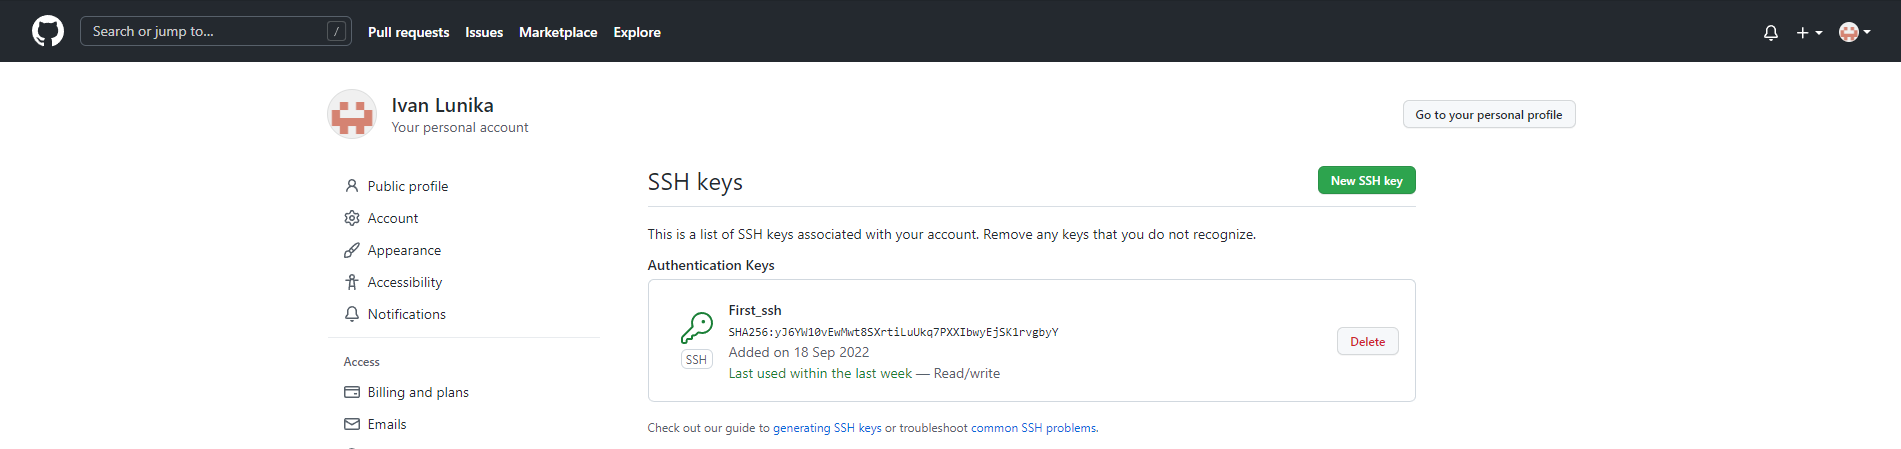 Search or jump to... /
Pull requests
Issues
Marketplace
Explore
Ivan Lunika
Your personal account
Go to your personal profile
Public profile
Account
Appearance
Accessibility
Notifications
Access
Billing and plans
Emails
SSH keys
New SSH key
This is a list of SSH keys associated with your account. Remove any keys that you do not recognize.
Authentication Keys
First_ssh
SHA256:yJ6YW10vEwMwt8SXrtiLuUkq7PXXIbwyEjSK1rvgbyY
SSH
Added on 18 Sep 2022
Last used within the last week — Read/write
Delete
Check out our guide to generating SSH keys or troubleshoot common SSH problems.